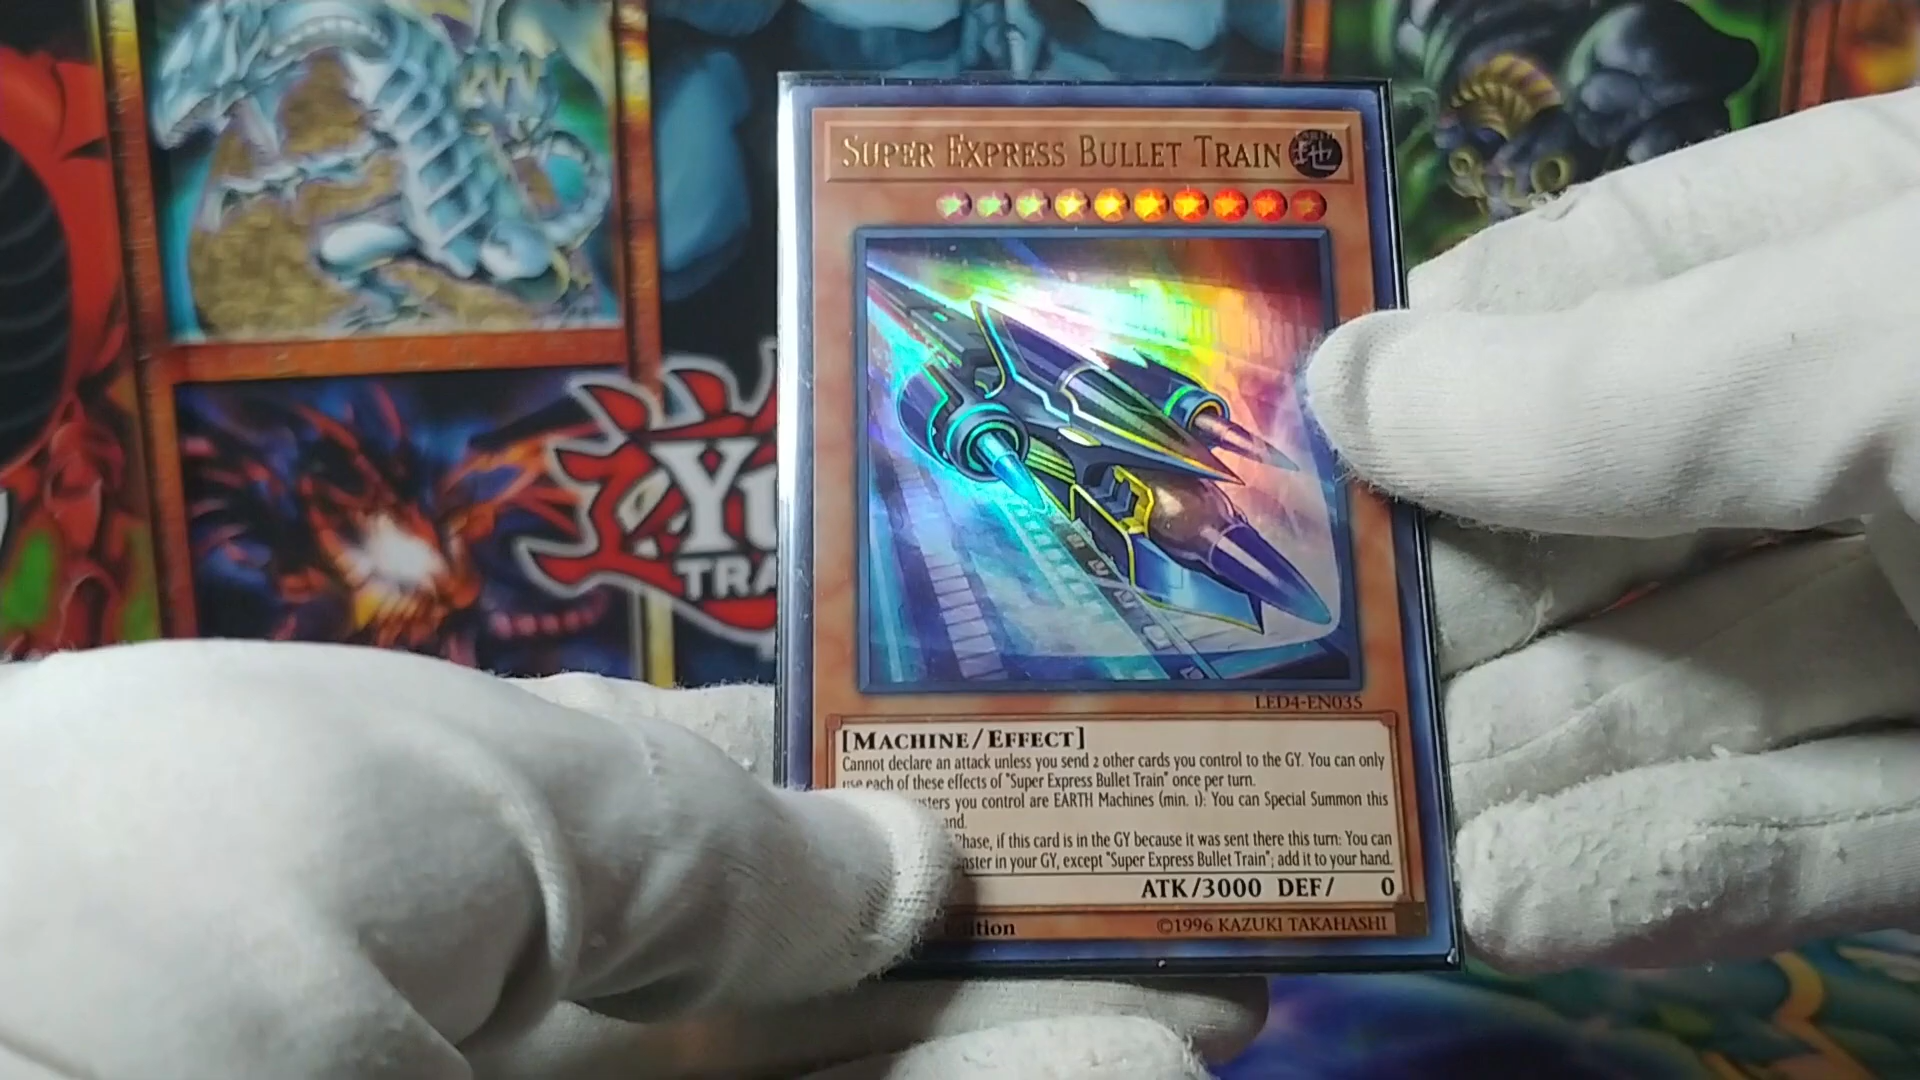 SUPER EXPRESS BULLET TRAIN
EARTH
地
LED4-EN035
[MACHINE/EFFECT]
Cannot declare an attack unless you send 2 other cards you control to the GY. You can only
use each of these effects of "Super Express Bullet Train" once per turn.
you control are EARTH Machines (min. 1): You can Special Summon this
Phase, if this card is in the GY because it was sent there this turn: You can
in your GY, except "Super Express Bullet Train"; add it to your hand.
ATK/3000 DEF/ 0
©1996 KAZUKI TAKAHASHI